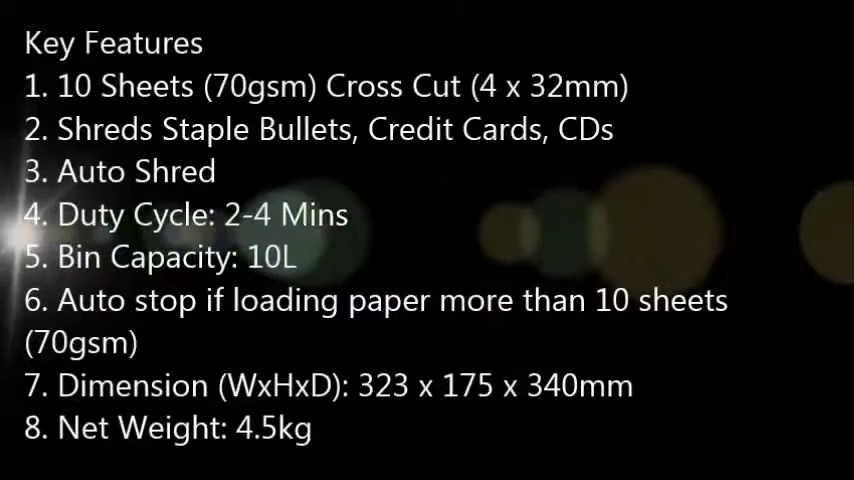 Key Features
1. 10 Sheets (70gsm) Cross Cut (4 x 32mm)
2. Shreds Staple Bullets, Credit Cards, CDs
3. Auto Shred
4. Duty Cycle: 2-4 Mins
5. Bin Capacity: 10L
6. Auto stop if loading paper more than 10 sheets
(70gsm)
7. Dimension (WxHxD): 323 x 175 x 340mm
8. Net Weight: 4.5kg